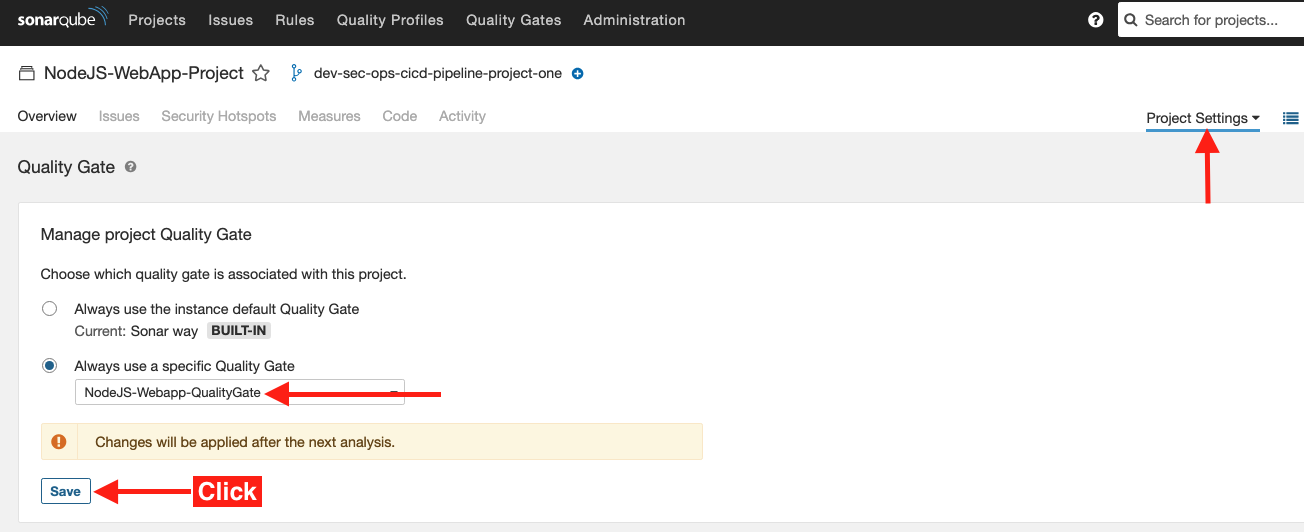 sonarqube Projects Issues Rules Quality Profiles Quality Gates Administration ? Search for projects...
NodeJS-WebApp-Project dev-sec-ops-cicd-pipeline-project-one
Overview Issues Security Hotspots Measures Code Activity Project Settings
Quality Gate ?
Manage project Quality Gate
Choose which quality gate is associated with this project.
Always use the instance default Quality Gate
Current: Sonar way BUILT-IN
Always use a specific Quality Gate
NodeJS-Webapp-QualityGate
Changes will be applied after the next analysis.
Save Click